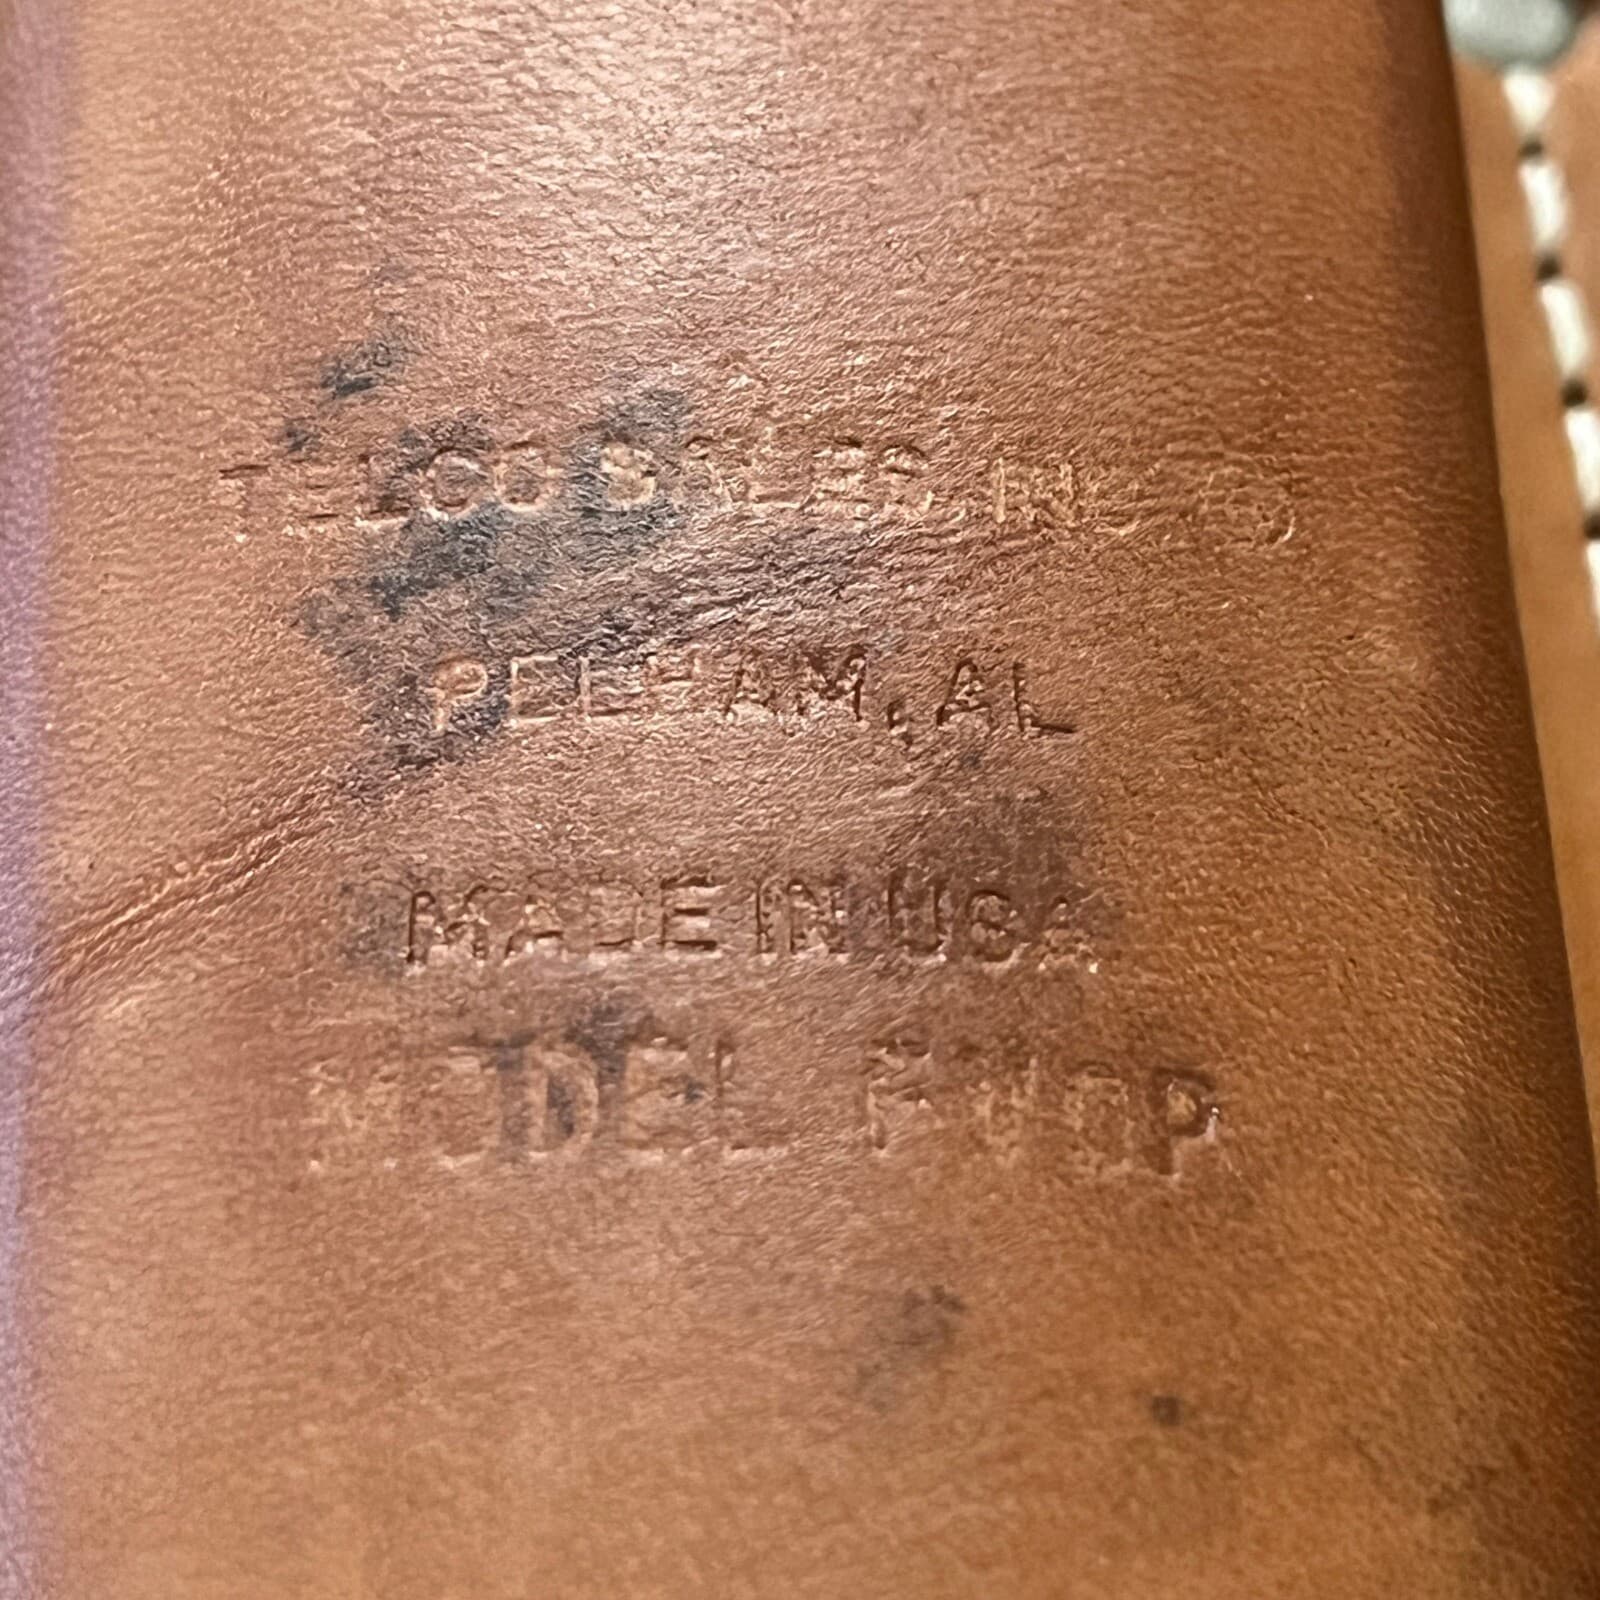 TELCO SALES, INC ®
PELHAM, AL
MADE IN USA
MODEL